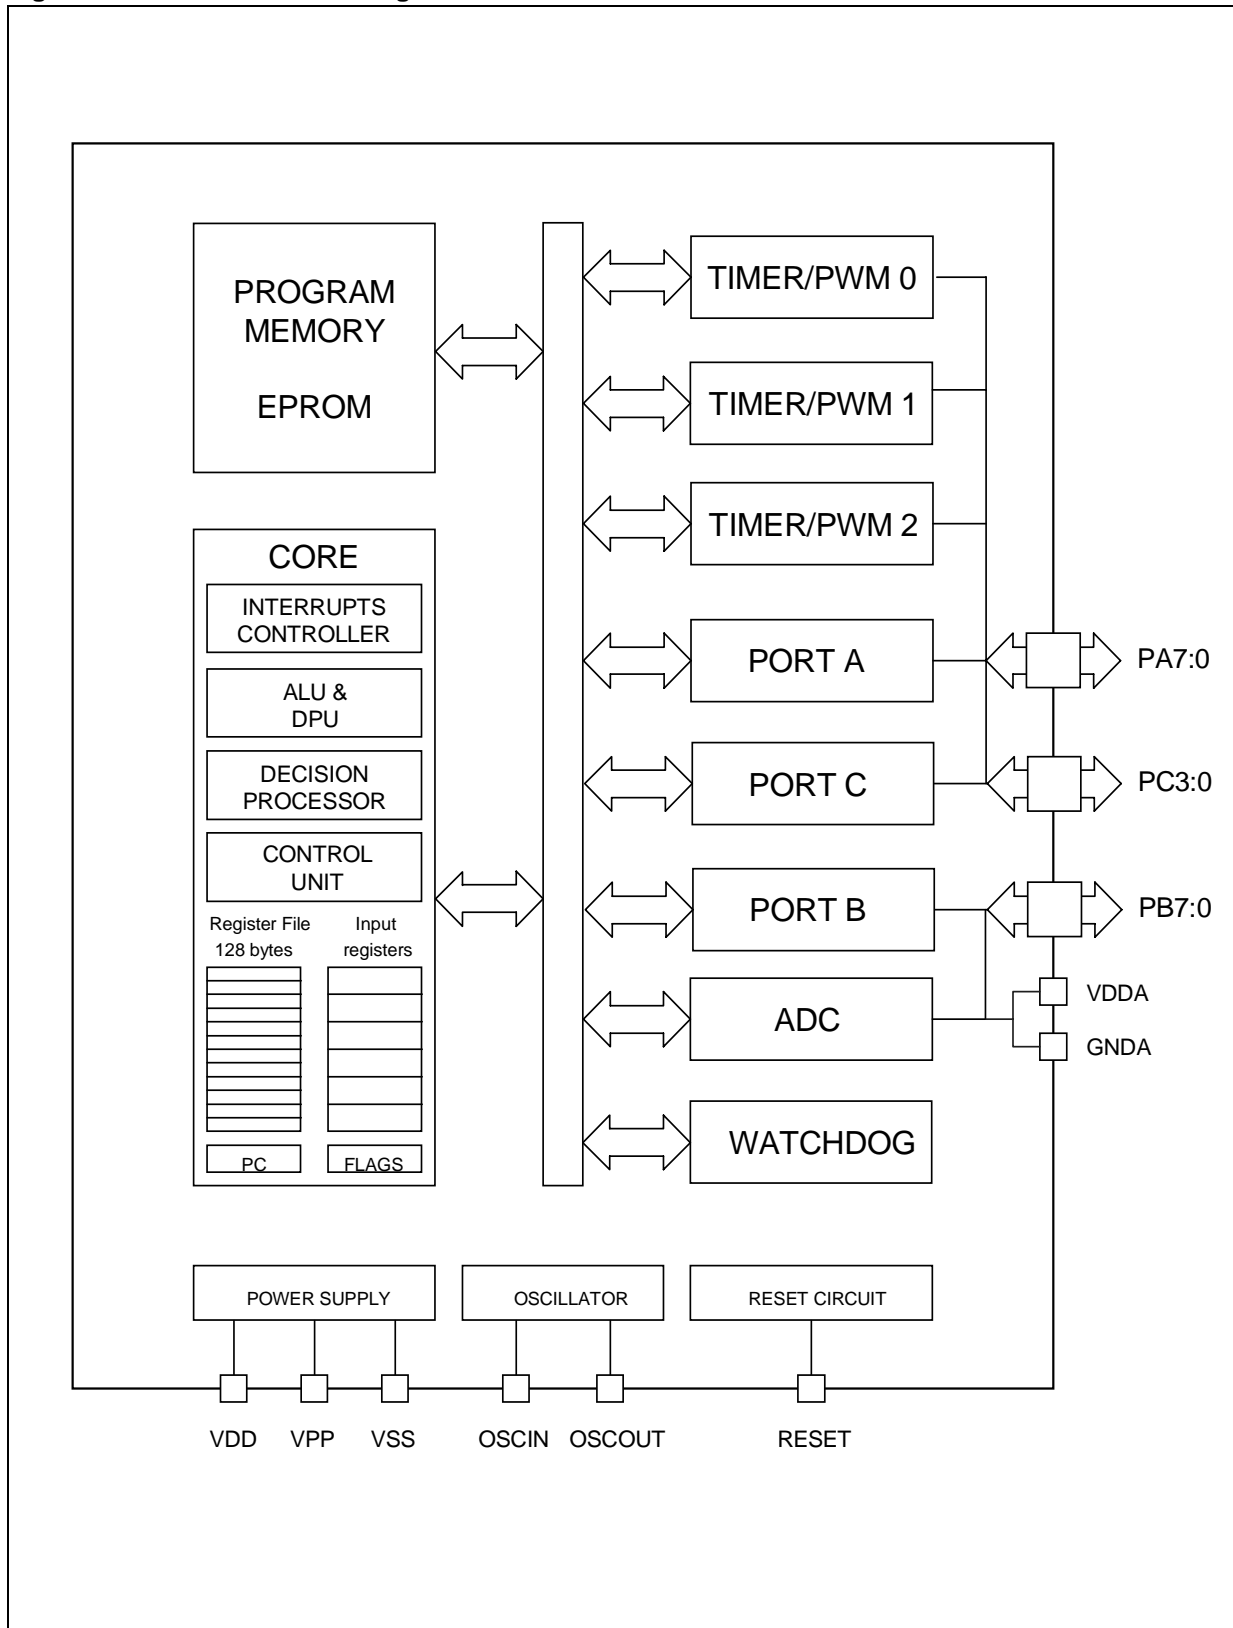 PROGRAM
MEMORY
EPROM
CORE
INTERRUPTS
CONTROLLER
ALU &
DPU
DECISION
PROCESSOR
CONTROL
UNIT
Register File
128 bytes
Input
registers
PC
FLAGS
TIMER/PWM 0
TIMER/PWM 1
TIMER/PWM 2
PORT A
PA7:0
PORT C
PC3:0
PORT B
PB7:0
ADC
VDDA
GNDA
WATCHDOG
POWER SUPPLY
OSCILLATOR
RESET CIRCUIT
VDD
VPP
VSS
OSCIN
OSCOUT
RESET